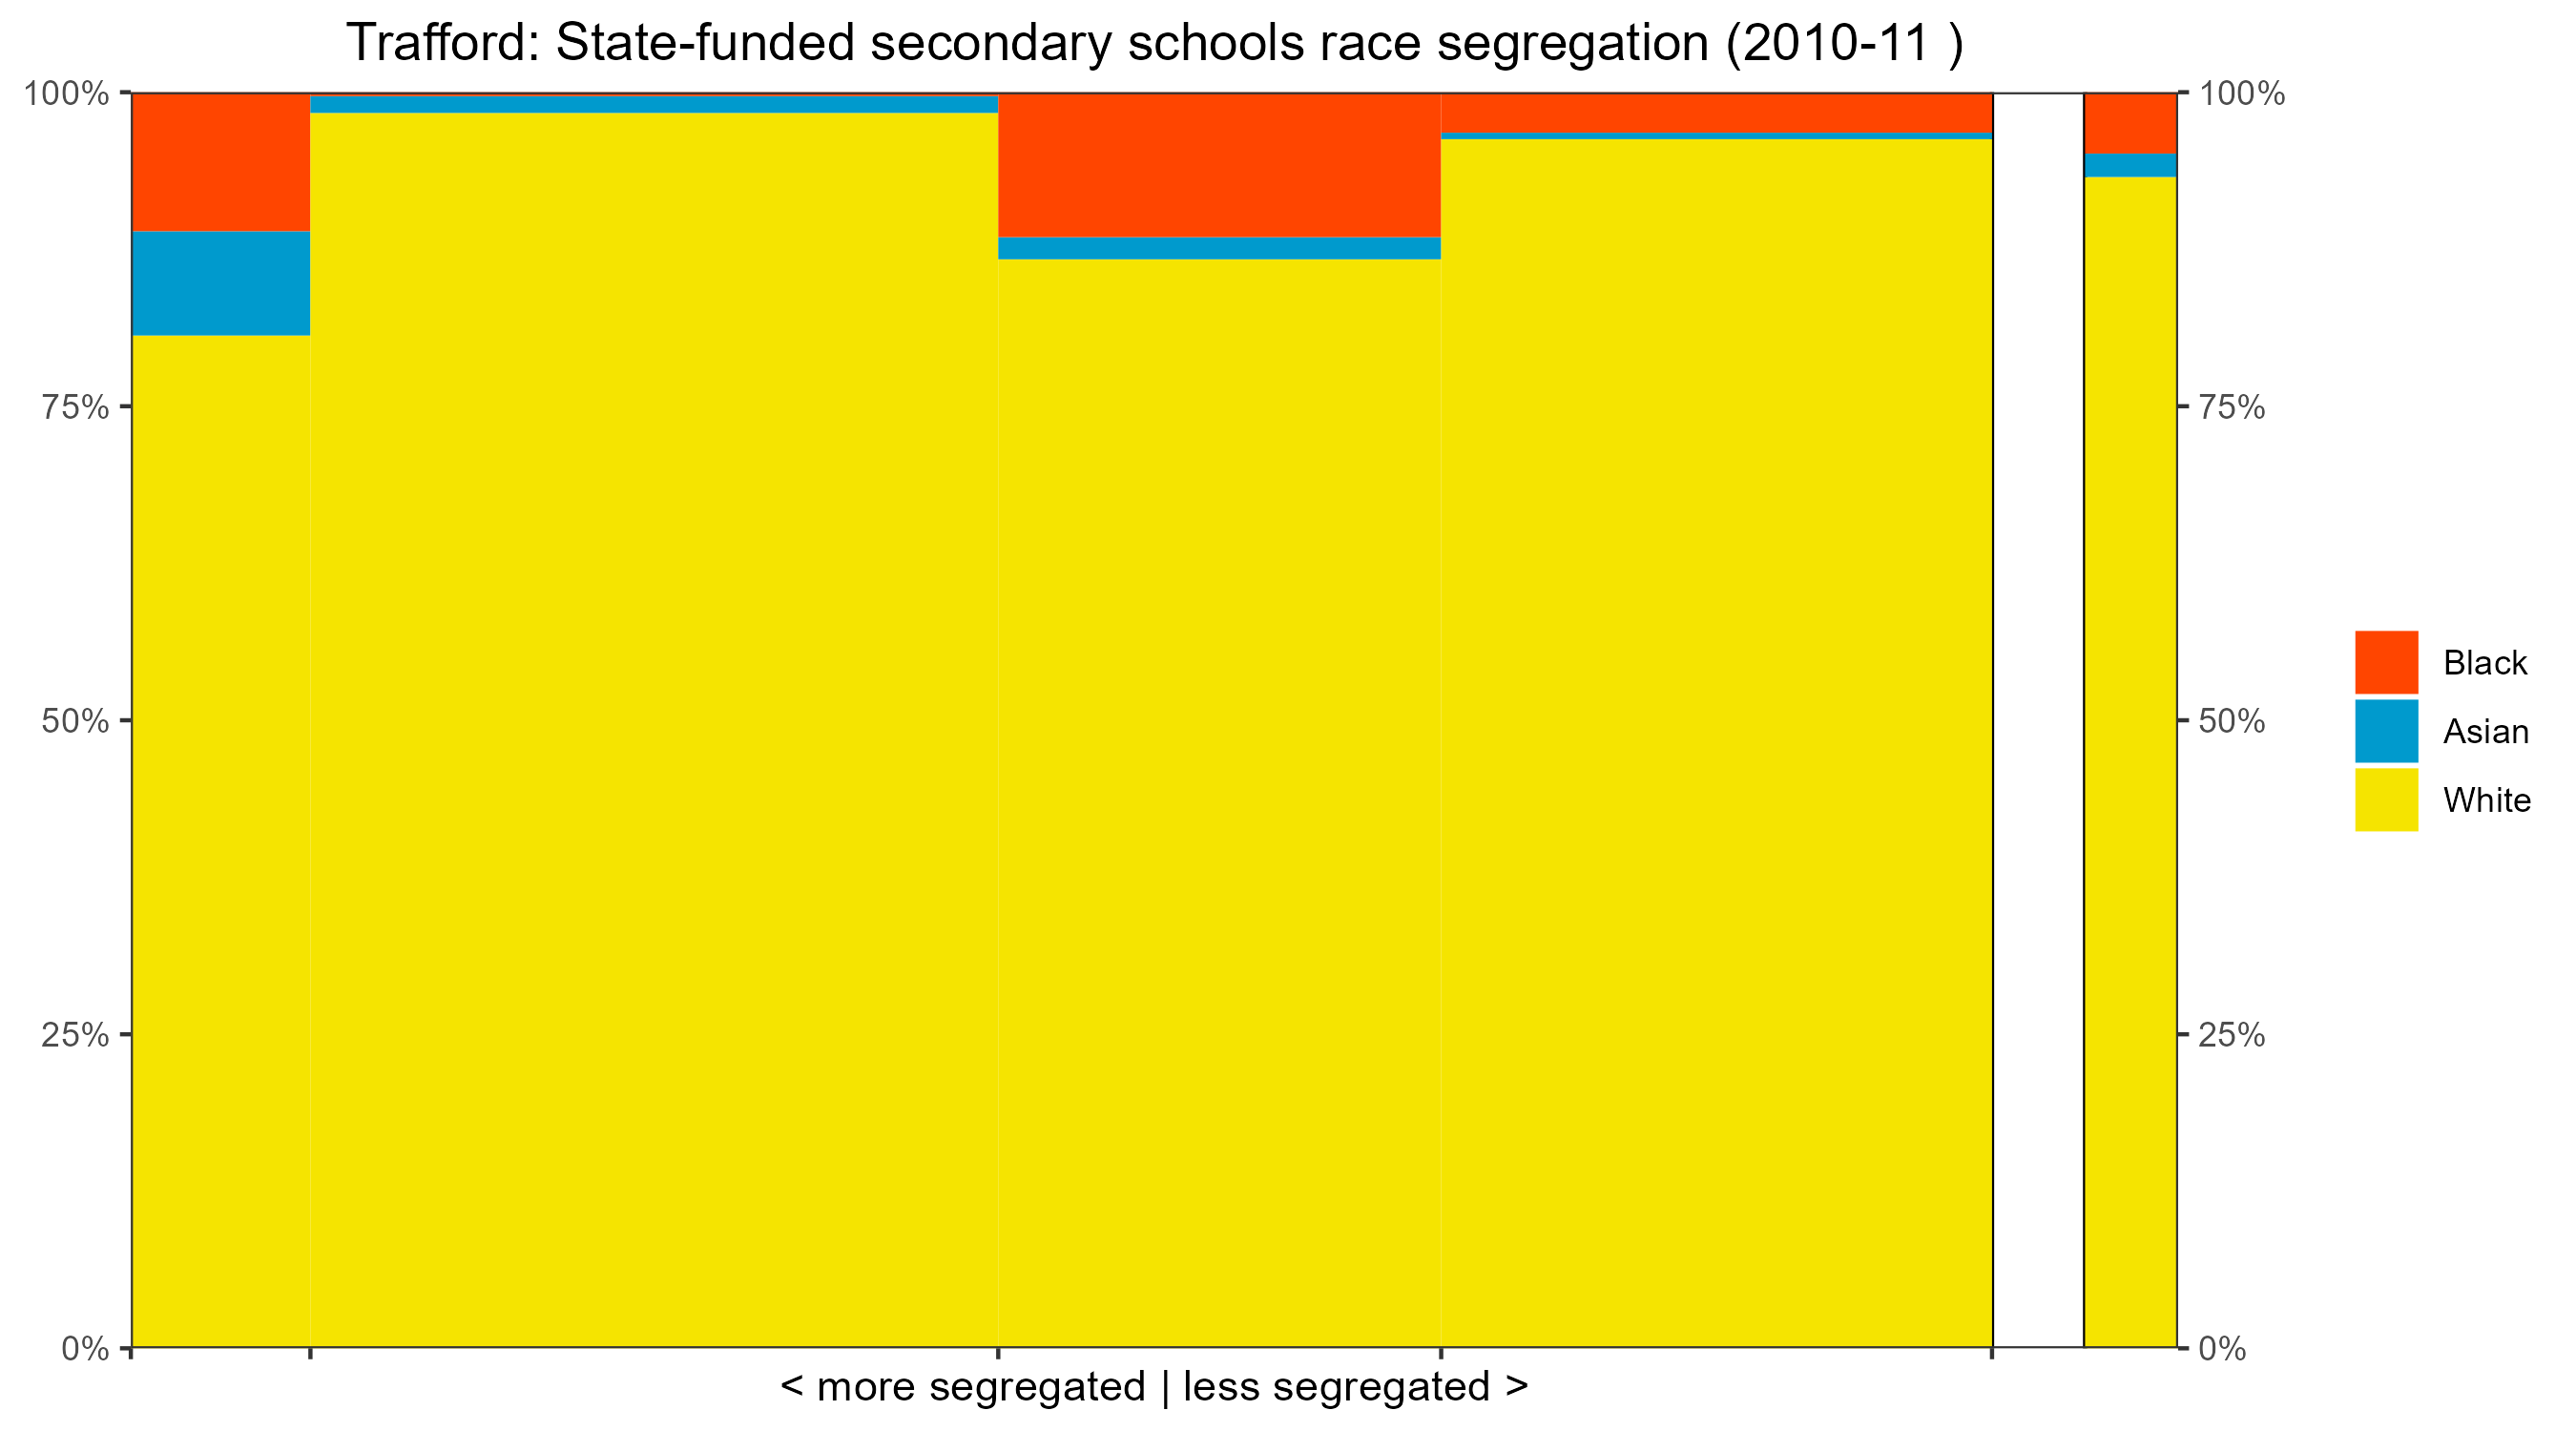 Trafford: State-funded secondary schools race segregation (2010-11 )
100%
75%
50%
25%
0%
100%
75%
50%
25%
0%
Black
Asian
White
< more segregated | less segregated >